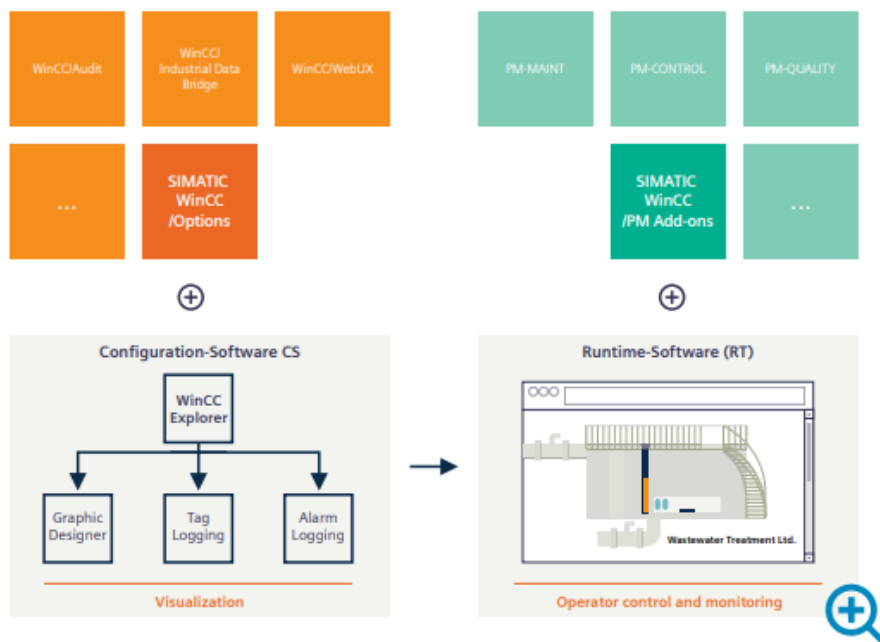 WinCC/Audit
WinCC/
Industrial Data
Bridge
WinCC/WebUX
PM-MAINT
PM-CONTROL
PM-QUALITY
...
SIMATIC
WinCC
/Options
SIMATIC
WinCC
/PM Add-ons
...
Configuration-Software CS
WinCC
Explorer
Graphic
Designer
Tag
Logging
Alarm
Logging
Visualization
Runtime-Software (RT)
Wastewater Treatment Ltd.
Operator control and monitoring